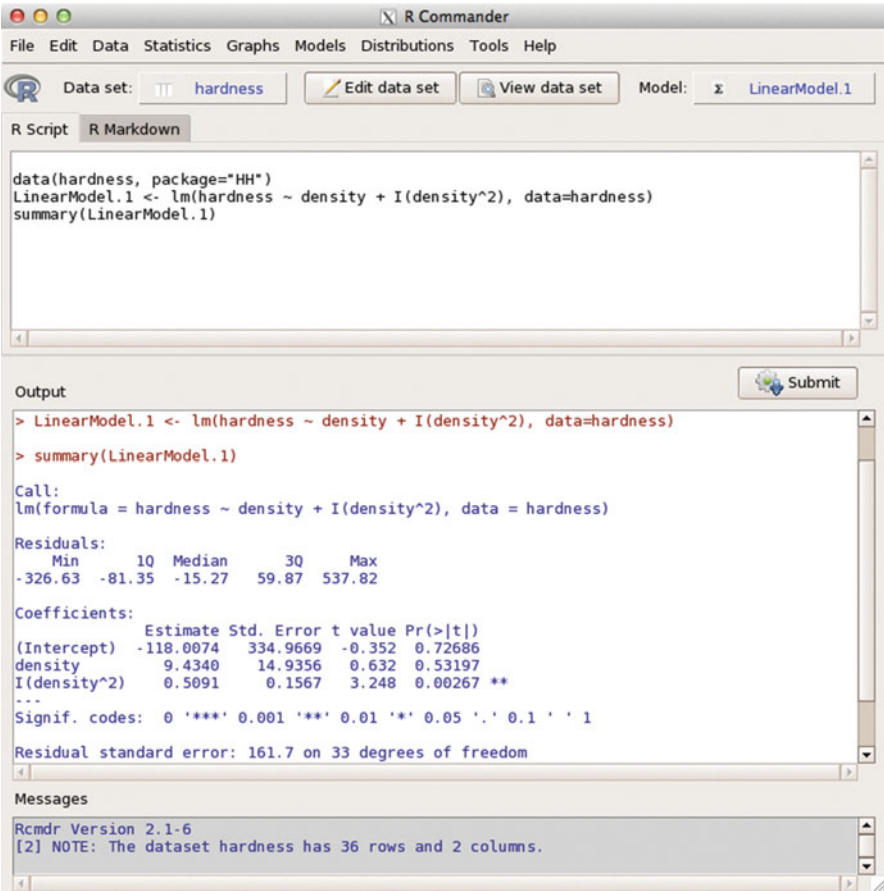 R Commander
File Edit Data Statistics Graphs Models Distributions Tools Help
R Data set: hardness Edit data set View data set Model: Σ LinearModel.1
R Script R Markdown
data(hardness, package="HH")
LinearModel.1 <- lm(hardness ~ density + I(density^2), data=hardness)
summary(LinearModel.1)
Output Submit
> LinearModel.1 <- lm(hardness ~ density + I(density^2), data=hardness)
> summary(LinearModel.1)
Call:
lm(formula = hardness ~ density + I(density^2), data = hardness)
Residuals:
Min 1Q Median 3Q Max
-326.63 -81.35 -15.27 59.87 537.82
Coefficients:
Estimate Std. Error t value Pr(>|t|)
(Intercept) -118.0074 334.9669 -0.352 0.72686
density 9.4340 14.9356 0.632 0.53197
I(density^2) 0.5091 0.1567 3.248 0.00267 **
---
Signif. codes: 0 '***' 0.001 '**' 0.01 '*' 0.05 '.' 0.1 ' ' 1
Residual standard error: 161.7 on 33 degrees of freedom
Messages
Rcmdr Version 2.1-6
[2] NOTE: The dataset hardness has 36 rows and 2 columns.